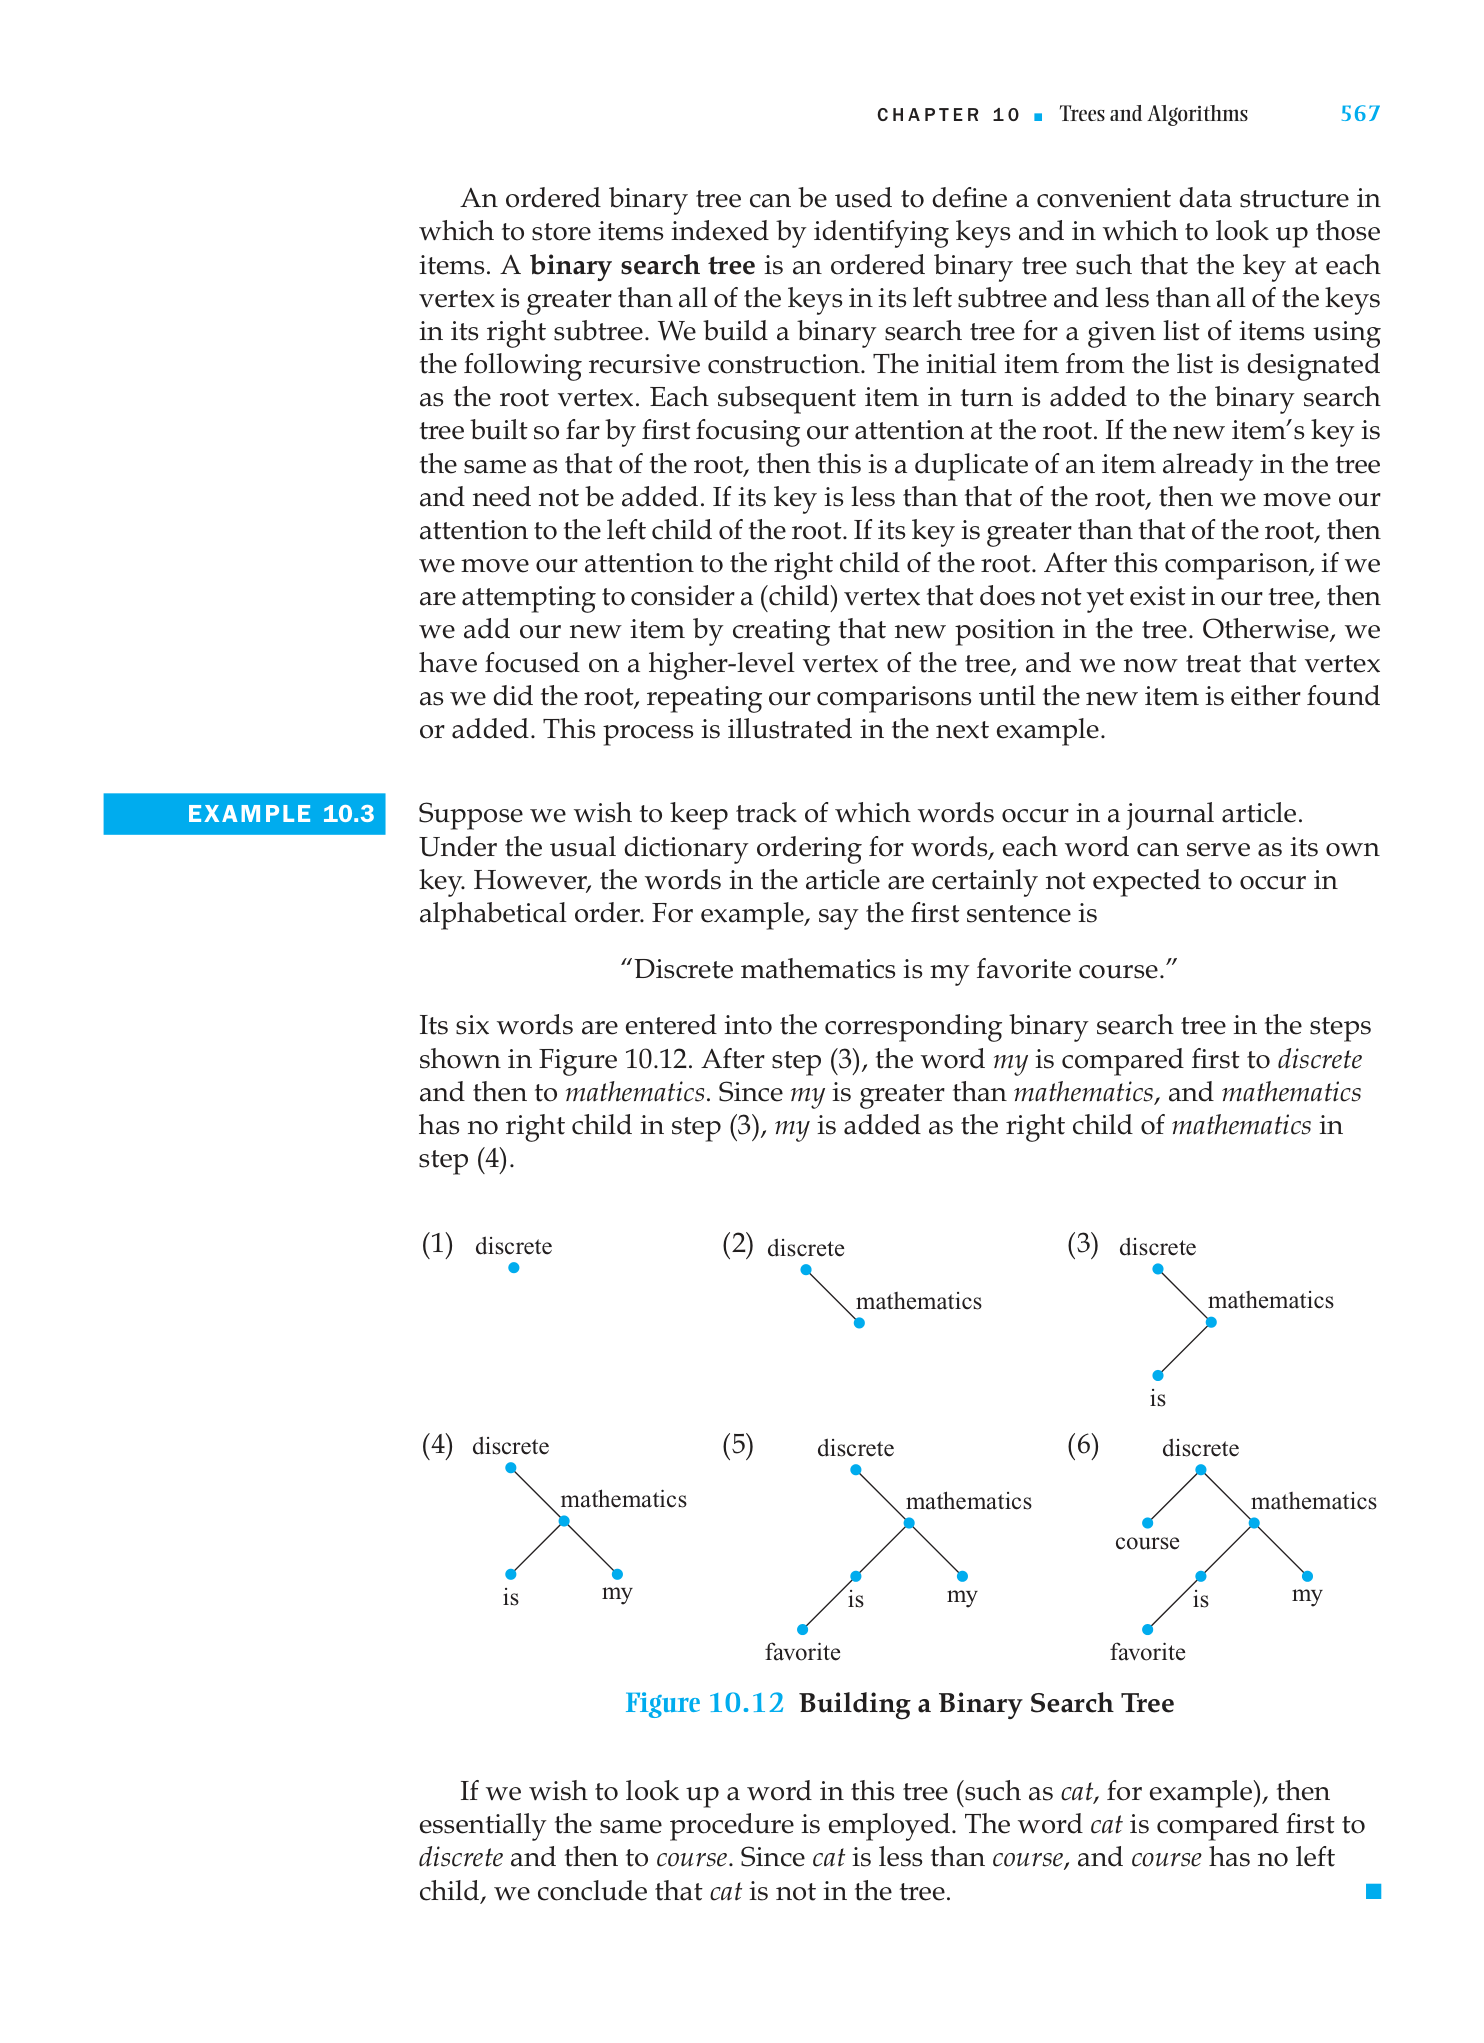 CHAPTER 10 ■ Trees and Algorithms 567
An ordered binary tree can be used to define a convenient data structure in
which to store items indexed by identifying keys and in which to look up those
items. A binary search tree is an ordered binary tree such that the key at each
vertex is greater than all of the keys in its left subtree and less than all of the keys
in its right subtree. We build a binary search tree for a given list of items using
the following recursive construction. The initial item from the list is designated
as the root vertex. Each subsequent item in turn is added to the binary search
tree built so far by first focusing our attention at the root. If the new item's key is
the same as that of the root, then this is a duplicate of an item already in the tree
and need not be added. If its key is less than that of the root, then we move our
attention to the left child of the root. If its key is greater than that of the root, then
we move our attention to the right child of the root. After this comparison, if we
are attempting to consider a (child) vertex that does not yet exist in our tree, then
we add our new item by creating that new position in the tree. Otherwise, we
have focused on a higher-level vertex of the tree, and we now treat that vertex
as we did the root, repeating our comparisons until the new item is either found
or added. This process is illustrated in the next example.
EXAMPLE 10.3 Suppose we wish to keep track of which words occur in a journal article.
Under the usual dictionary ordering for words, each word can serve as its own
key. However, the words in the article are certainly not expected to occur in
alphabetical order. For example, say the first sentence is
“Discrete mathematics is my favorite course.”
Its six words are entered into the corresponding binary search tree in the steps
shown in Figure 10.12. After step (3), the word my is compared first to discrete
and then to mathematics. Since my is greater than mathematics, and mathematics
has no right child in step (3), my is added as the right child of mathematics in
step (4).
(1) discrete
(2) discrete
mathematics
(3) discrete
mathematics
is
(4) discrete
mathematics
is my
(5) discrete
mathematics
is my
favorite
(6) discrete
mathematics
course
is my
favorite
Figure 10.12 Building a Binary Search Tree
If we wish to look up a word in this tree (such as cat, for example), then
essentially the same procedure is employed. The word cat is compared first to
discrete and then to course. Since cat is less than course, and course has no left
child, we conclude that cat is not in the tree. ■